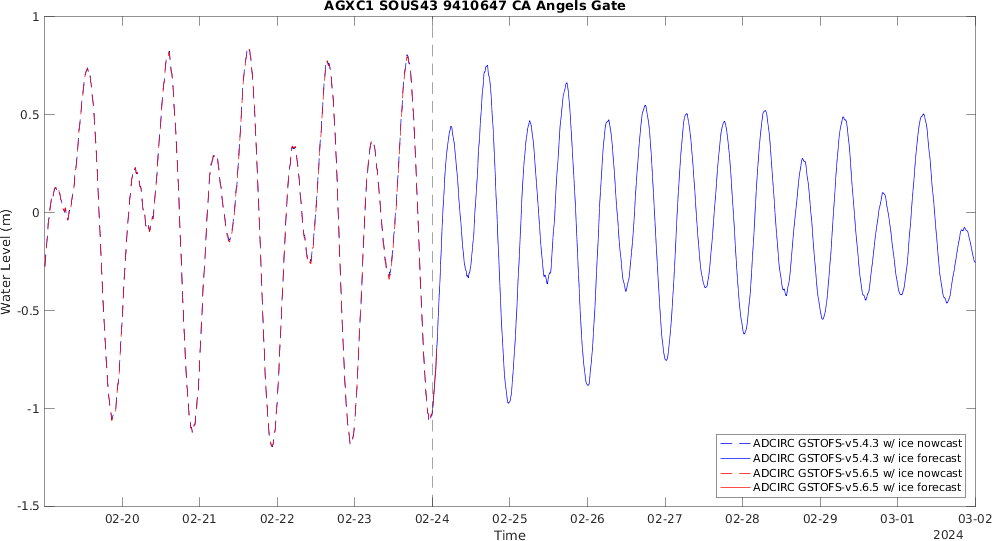 AGXC1 SOUS43 9410647 CA Angels Gate
Water Level (m)
1
0.5
0
-0.5
-1
-1.5
02-20 02-21 02-22 02-23 02-24 02-25 02-26 02-27 02-28 02-29 03-01 03-02
Time
2024
ADCIRC GSTOFS-v5.4.3 w/ ice nowcast
ADCIRC GSTOFS-v5.4.3 w/ ice forecast
ADCIRC GSTOFS-v5.6.5 w/ ice nowcast
ADCIRC GSTOFS-v5.6.5 w/ ice forecast